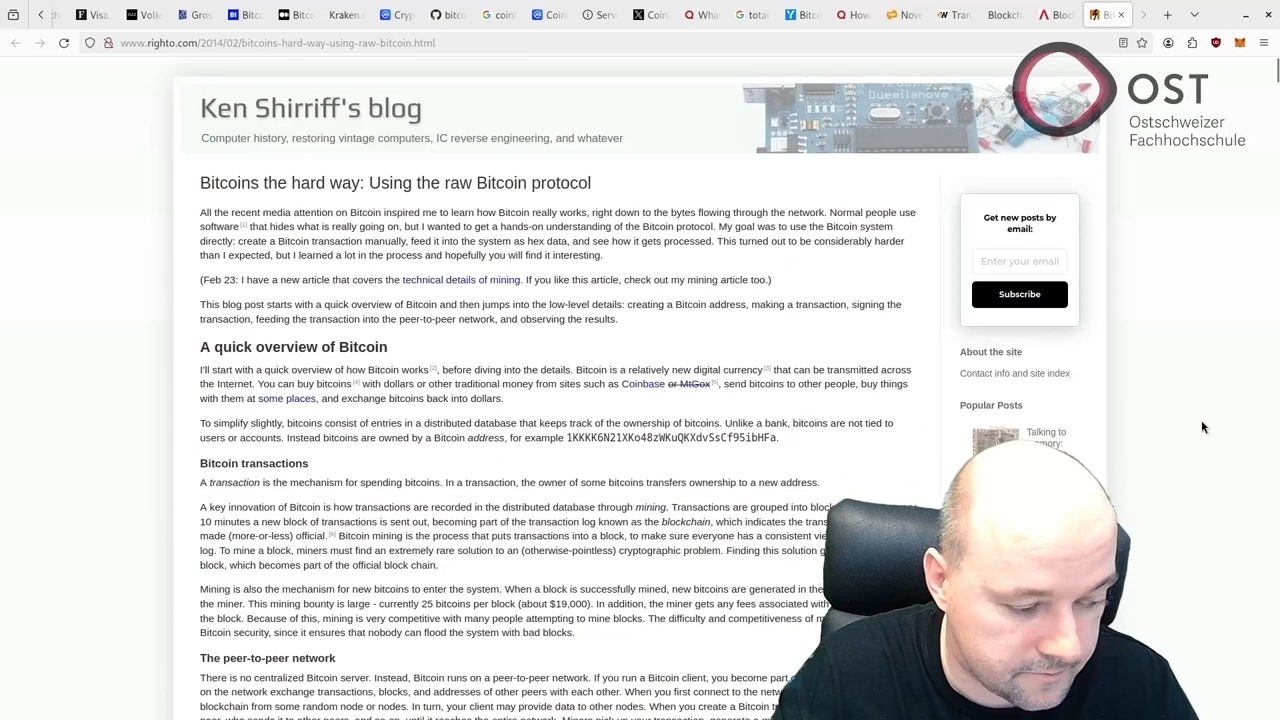 Visa,
Volk
Gros
Bitc
Bitco
Kraken.c
Cryp
bitco
coinl
Coin
Serv
Coin
Wha
total
Bitco
How
Nov
Tran
Blockch
Bloc
Bi
www.righto.com/2014/02/bitcoins-hard-way-using-raw-bitcoin.html
OST
Ostschweizer
Fachhochschule
Ken Shirriff's blog
Computer history, restoring vintage computers, IC reverse engineering, and whatever
Duemilanove
Bitcoins the hard way: Using the raw Bitcoin protocol
All the recent media attention on Bitcoin inspired me to learn how Bitcoin really works, right down to the bytes flowing through the network. Normal people use
software[1] that hides what is really going on, but I wanted to get a hands-on understanding of the Bitcoin protocol. My goal was to use the Bitcoin system
directly: create a Bitcoin transaction manually, feed it into the system as hex data, and see how it gets processed. This turned out to be considerably harder
than I expected, but I learned a lot in the process and hopefully you will find it interesting.
(Feb 23: I have a new article that covers the technical details of mining. If you like this article, check out my mining article too.)
This blog post starts with a quick overview of Bitcoin and then jumps into the low-level details: creating a Bitcoin address, making a transaction, signing the
transaction, feeding the transaction into the peer-to-peer network, and observing the results.
A quick overview of Bitcoin
I'll start with a quick overview of how Bitcoin works[2], before diving into the details. Bitcoin is a relatively new digital currency[3] that can be transmitted across
the Internet. You can buy bitcoins[4] with dollars or other traditional money from sites such as Coinbase or MtGox[5], send bitcoins to other people, buy things
with them at some places, and exchange bitcoins back into dollars.
To simplify slightly, bitcoins consist of entries in a distributed database that keeps track of the ownership of bitcoins. Unlike a bank, bitcoins are not tied to
users or accounts. Instead bitcoins are owned by a Bitcoin address, for example 1KKKK6N21XKo48zWKuQKXdvSsCf95ibHFa.
Bitcoin transactions
A transaction is the mechanism for spending bitcoins. In a transaction, the owner of some bitcoins transfers ownership to a new address.
A key innovation of Bitcoin is how transactions are recorded in the distributed database through mining. Transactions are grouped into bloc
10 minutes a new block of transactions is sent out, becoming part of the transaction log known as the blockchain, which indicates the trans
made (more-or-less) official.[6] Bitcoin mining is the process that puts transactions into a block, to make sure everyone has a consistent vie
log. To mine a block, miners must find an extremely rare solution to an (otherwise-pointless) cryptographic problem. Finding this solution g
block, which becomes part of the official block chain.
Mining is also the mechanism for new bitcoins to enter the system. When a block is successfully mined, new bitcoins are generated in the
the miner. This mining bounty is large - currently 25 bitcoins per block (about $19,000). In addition, the miner gets any fees associated with
the block. Because of this, mining is very competitive with many people attempting to mine blocks. The difficulty and competitiveness of m
Bitcoin security, since it ensures that nobody can flood the system with bad blocks.
The peer-to-peer network
There is no centralized Bitcoin server. Instead, Bitcoin runs on a peer-to-peer network. If you run a Bitcoin client, you become part o
on the network exchange transactions, blocks, and addresses of other peers with each other. When you first connect to the netw
blockchain from some random node or nodes. In turn, your client may provide data to other nodes. When you create a Bitcoin t
Get new posts by
email:
Enter your email
Subscribe
About the site
Contact info and site index
Popular Posts
Talking to